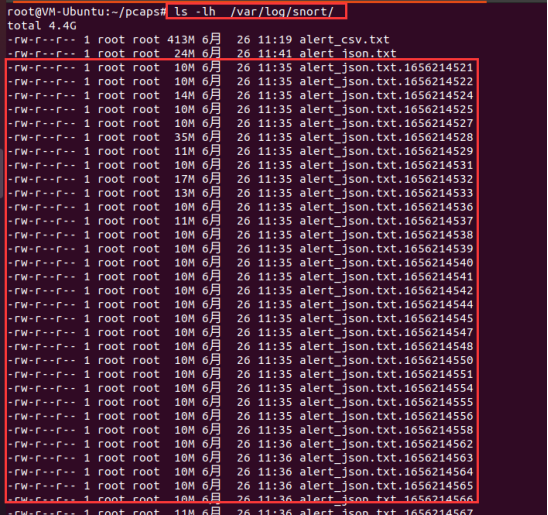 root@VM-Ubuntu:~/pcaps# ls -lh  /var/log/snort/
total 4.4G
-rw-r--r-- 1 root root 413M 6月  26 11:19 alert_csv.txt
-rw-r--r-- 1 root root  24M 6月  26 11:41 alert_json.txt
-rw-r--r-- 1 root root  10M 6月  26 11:35 alert_json.txt.1656214521
-rw-r--r-- 1 root root  10M 6月  26 11:35 alert_json.txt.1656214522
-rw-r--r-- 1 root root  14M 6月  26 11:35 alert_json.txt.1656214524
-rw-r--r-- 1 root root  10M 6月  26 11:35 alert_json.txt.1656214525
-rw-r--r-- 1 root root  10M 6月  26 11:35 alert_json.txt.1656214527
-rw-r--r-- 1 root root  35M 6月  26 11:35 alert_json.txt.1656214528
-rw-r--r-- 1 root root  11M 6月  26 11:35 alert_json.txt.1656214529
-rw-r--r-- 1 root root  10M 6月  26 11:35 alert_json.txt.1656214531
-rw-r--r-- 1 root root  17M 6月  26 11:35 alert_json.txt.1656214532
-rw-r--r-- 1 root root  13M 6月  26 11:35 alert_json.txt.1656214533
-rw-r--r-- 1 root root  10M 6月  26 11:35 alert_json.txt.1656214536
-rw-r--r-- 1 root root  11M 6月  26 11:35 alert_json.txt.1656214537
-rw-r--r-- 1 root root  10M 6月  26 11:35 alert_json.txt.1656214538
-rw-r--r-- 1 root root  10M 6月  26 11:35 alert_json.txt.1656214539
-rw-r--r-- 1 root root  10M 6月  26 11:35 alert_json.txt.1656214540
-rw-r--r-- 1 root root  10M 6月  26 11:35 alert_json.txt.1656214541
-rw-r--r-- 1 root root  10M 6月  26 11:35 alert_json.txt.1656214542
-rw-r--r-- 1 root root  10M 6月  26 11:35 alert_json.txt.1656214544
-rw-r--r-- 1 root root  10M 6月  26 11:35 alert_json.txt.1656214545
-rw-r--r-- 1 root root  10M 6月  26 11:35 alert_json.txt.1656214547
-rw-r--r-- 1 root root  10M 6月  26 11:35 alert_json.txt.1656214548
-rw-r--r-- 1 root root  10M 6月  26 11:35 alert_json.txt.1656214550
-rw-r--r-- 1 root root  10M 6月  26 11:35 alert_json.txt.1656214551
-rw-r--r-- 1 root root  10M 6月  26 11:35 alert_json.txt.1656214554
-rw-r--r-- 1 root root  10M 6月  26 11:35 alert_json.txt.1656214555
-rw-r--r-- 1 root root  10M 6月  26 11:35 alert_json.txt.1656214556
-rw-r--r-- 1 root root  10M 6月  26 11:35 alert_json.txt.1656214558
-rw-r--r-- 1 root root  10M 6月  26 11:36 alert_json.txt.1656214562
-rw-r--r-- 1 root root  10M 6月  26 11:36 alert_json.txt.1656214563
-rw-r--r-- 1 root root  10M 6月  26 11:36 alert_json.txt.1656214564
-rw-r--r-- 1 root root  10M 6月  26 11:36 alert_json.txt.1656214565
-rw-r--r-- 1 root root  10M 6月  26 11:36 alert_json.txt.1656214566
-rw-r--r-- 1 root root  11M 6月  26 11:36 alert_json.txt.1656214567